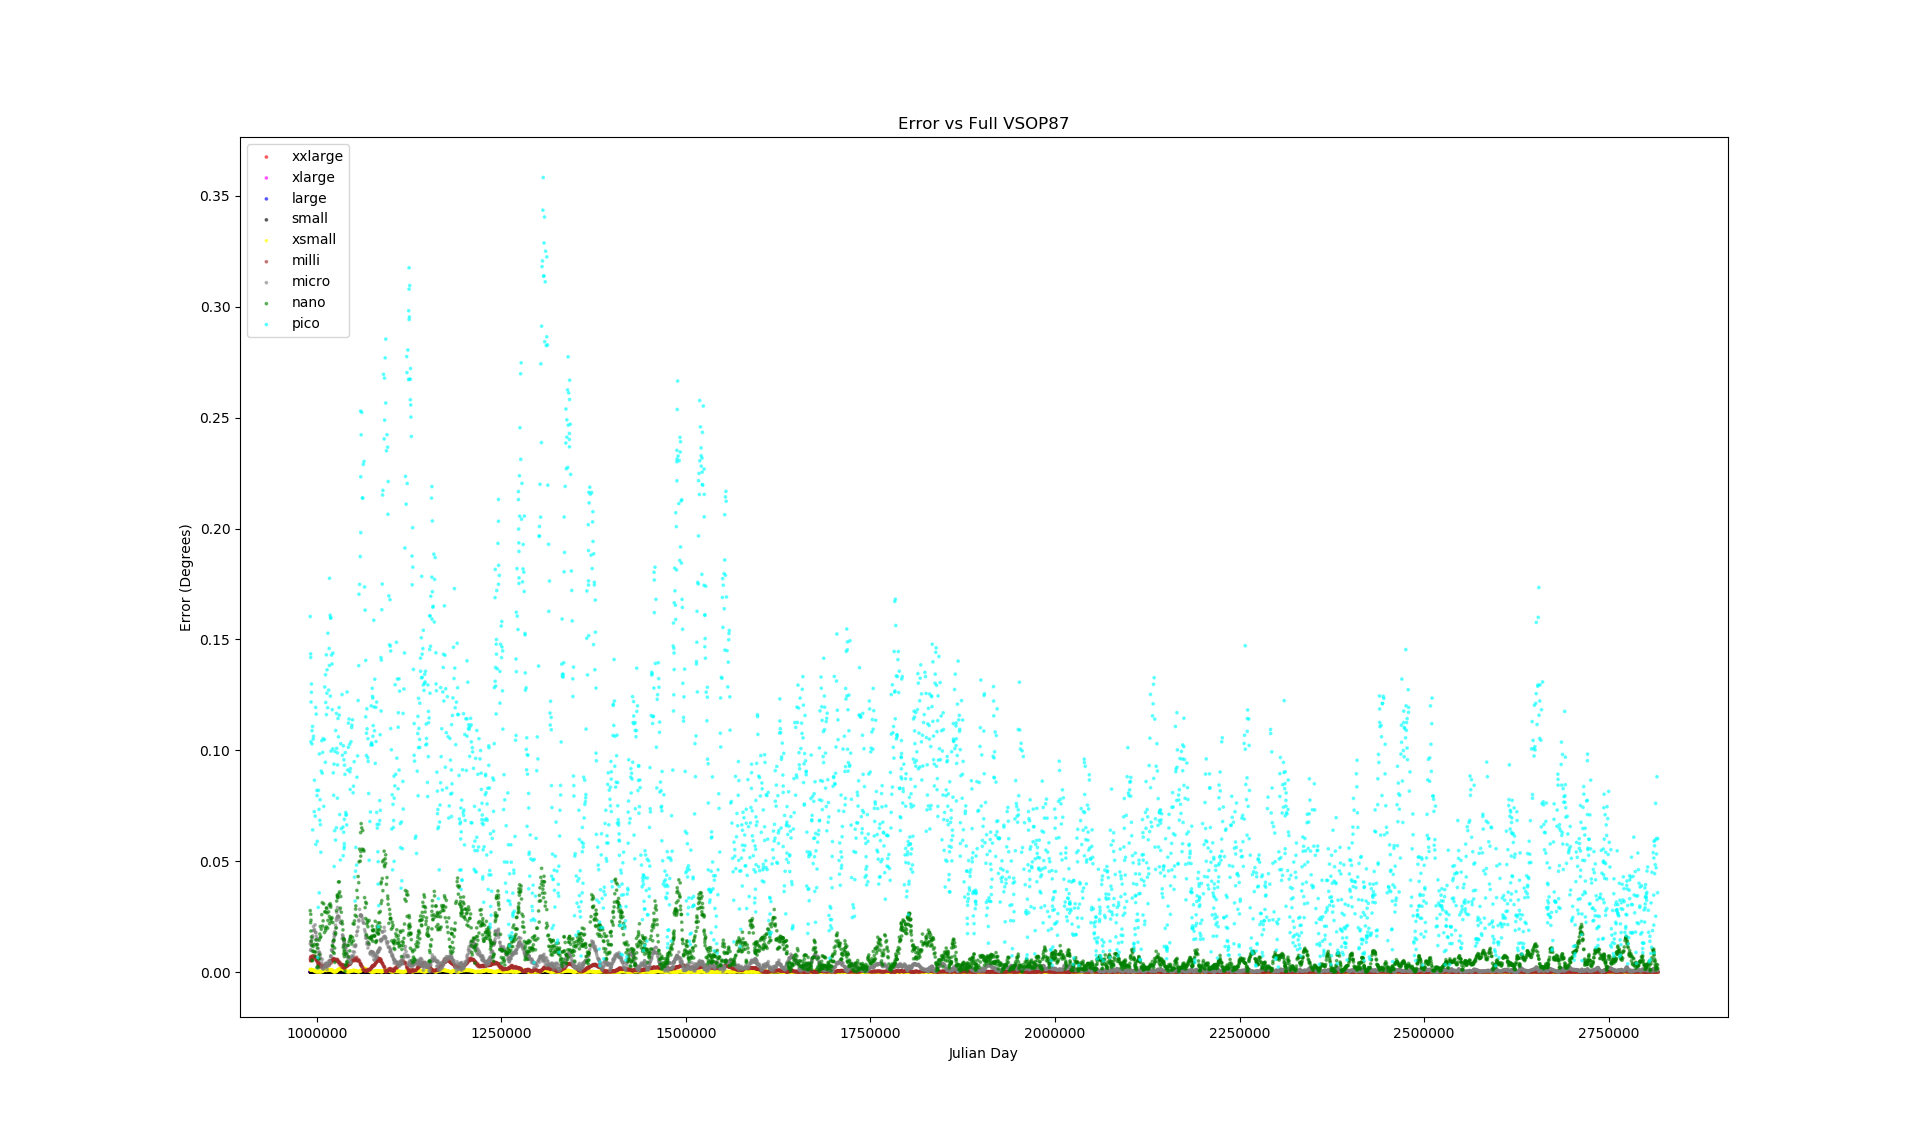 Error vs Full VSOP87
xxlarge
xlarge
large
small
xsmall
milli
micro
nano
pico
Error (Degrees)
0.35
0.30
0.25
0.20
0.15
0.10
0.05
0.00
1000000 1250000 1500000 1750000 2000000 2250000 2500000 2750000
Julian Day